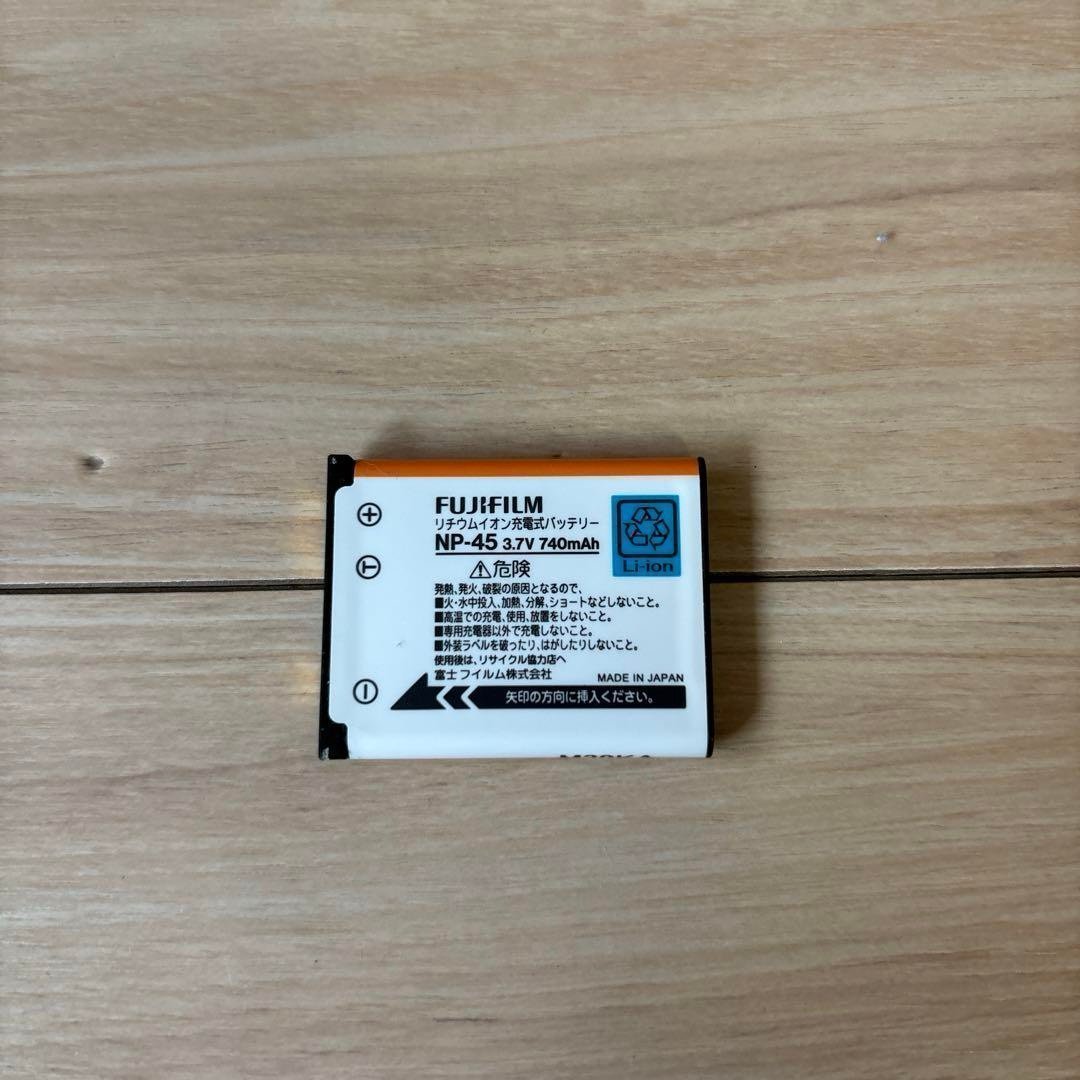 FUJIFILM
リチウムイオン充電式バッテリー
NP-45 3.7V 740mAh
⚠危険
発熱、発火、破裂の原因となるので、
■火・水中投入、加熱、分解、ショートなどしないこと。
■高温での充電、使用、放置をしないこと。
■専用充電器以外で充電しないこと。
■外装ラベルを破ったり、はがしたりしないこと。
使用後は、リサイクル協力店へ
富士フイルム株式会社 MADE IN JAPAN
矢印の方向に挿入ください。
Li-ion
+
T
−